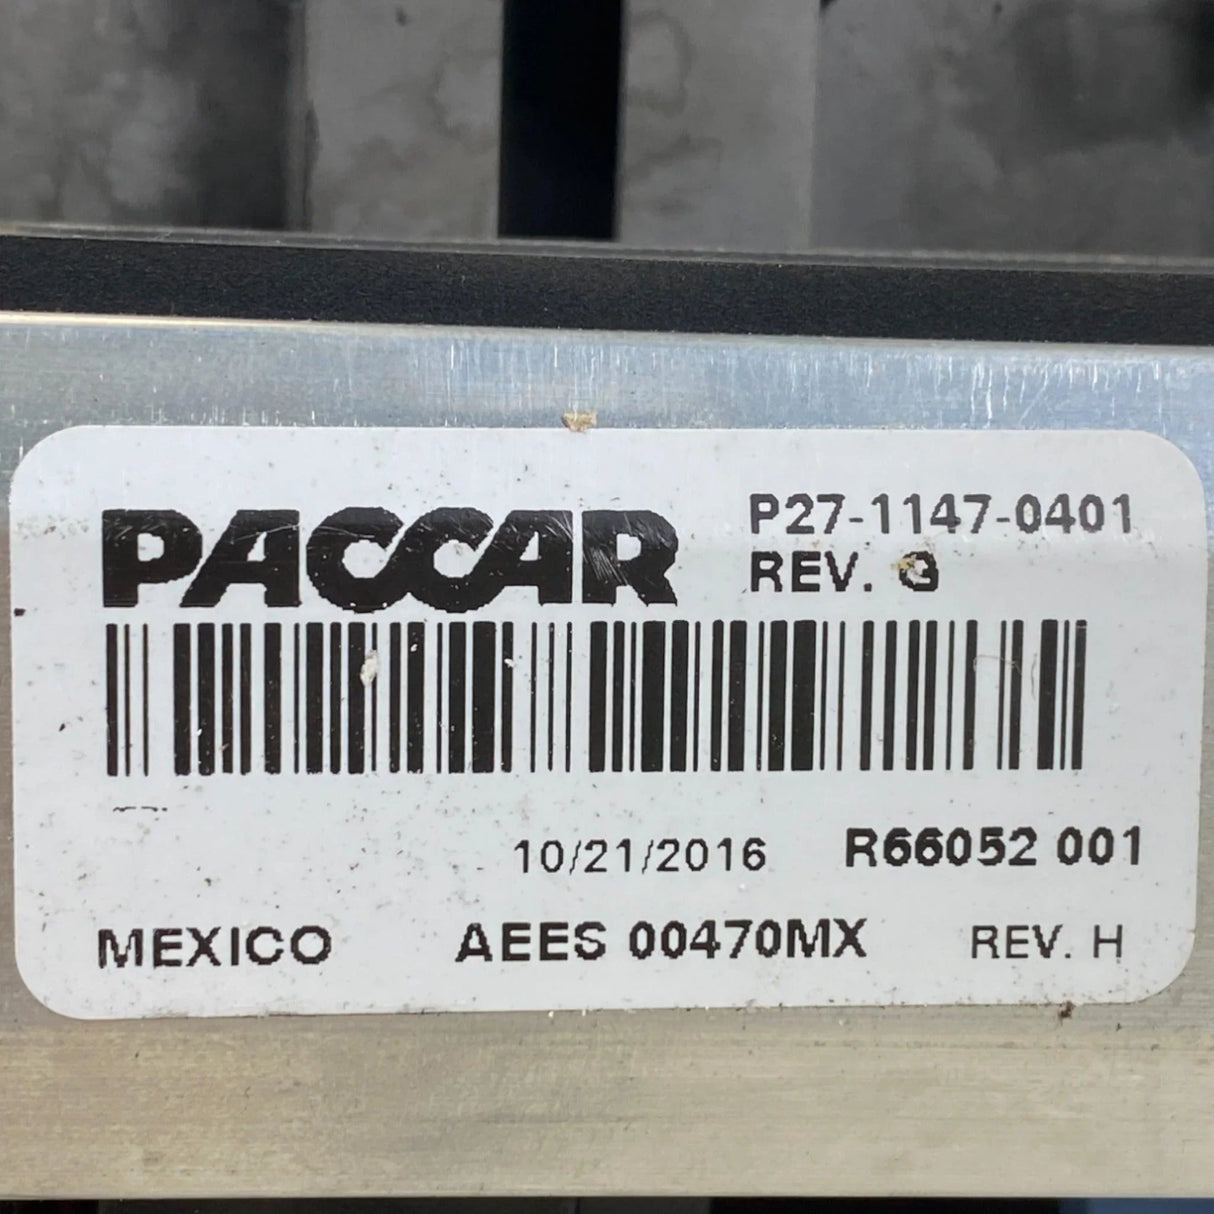 PACCAR
P27-1147-0401
REV. G
10/21/2016 R66052 001
MEXICO AEES 00470MX REV. H